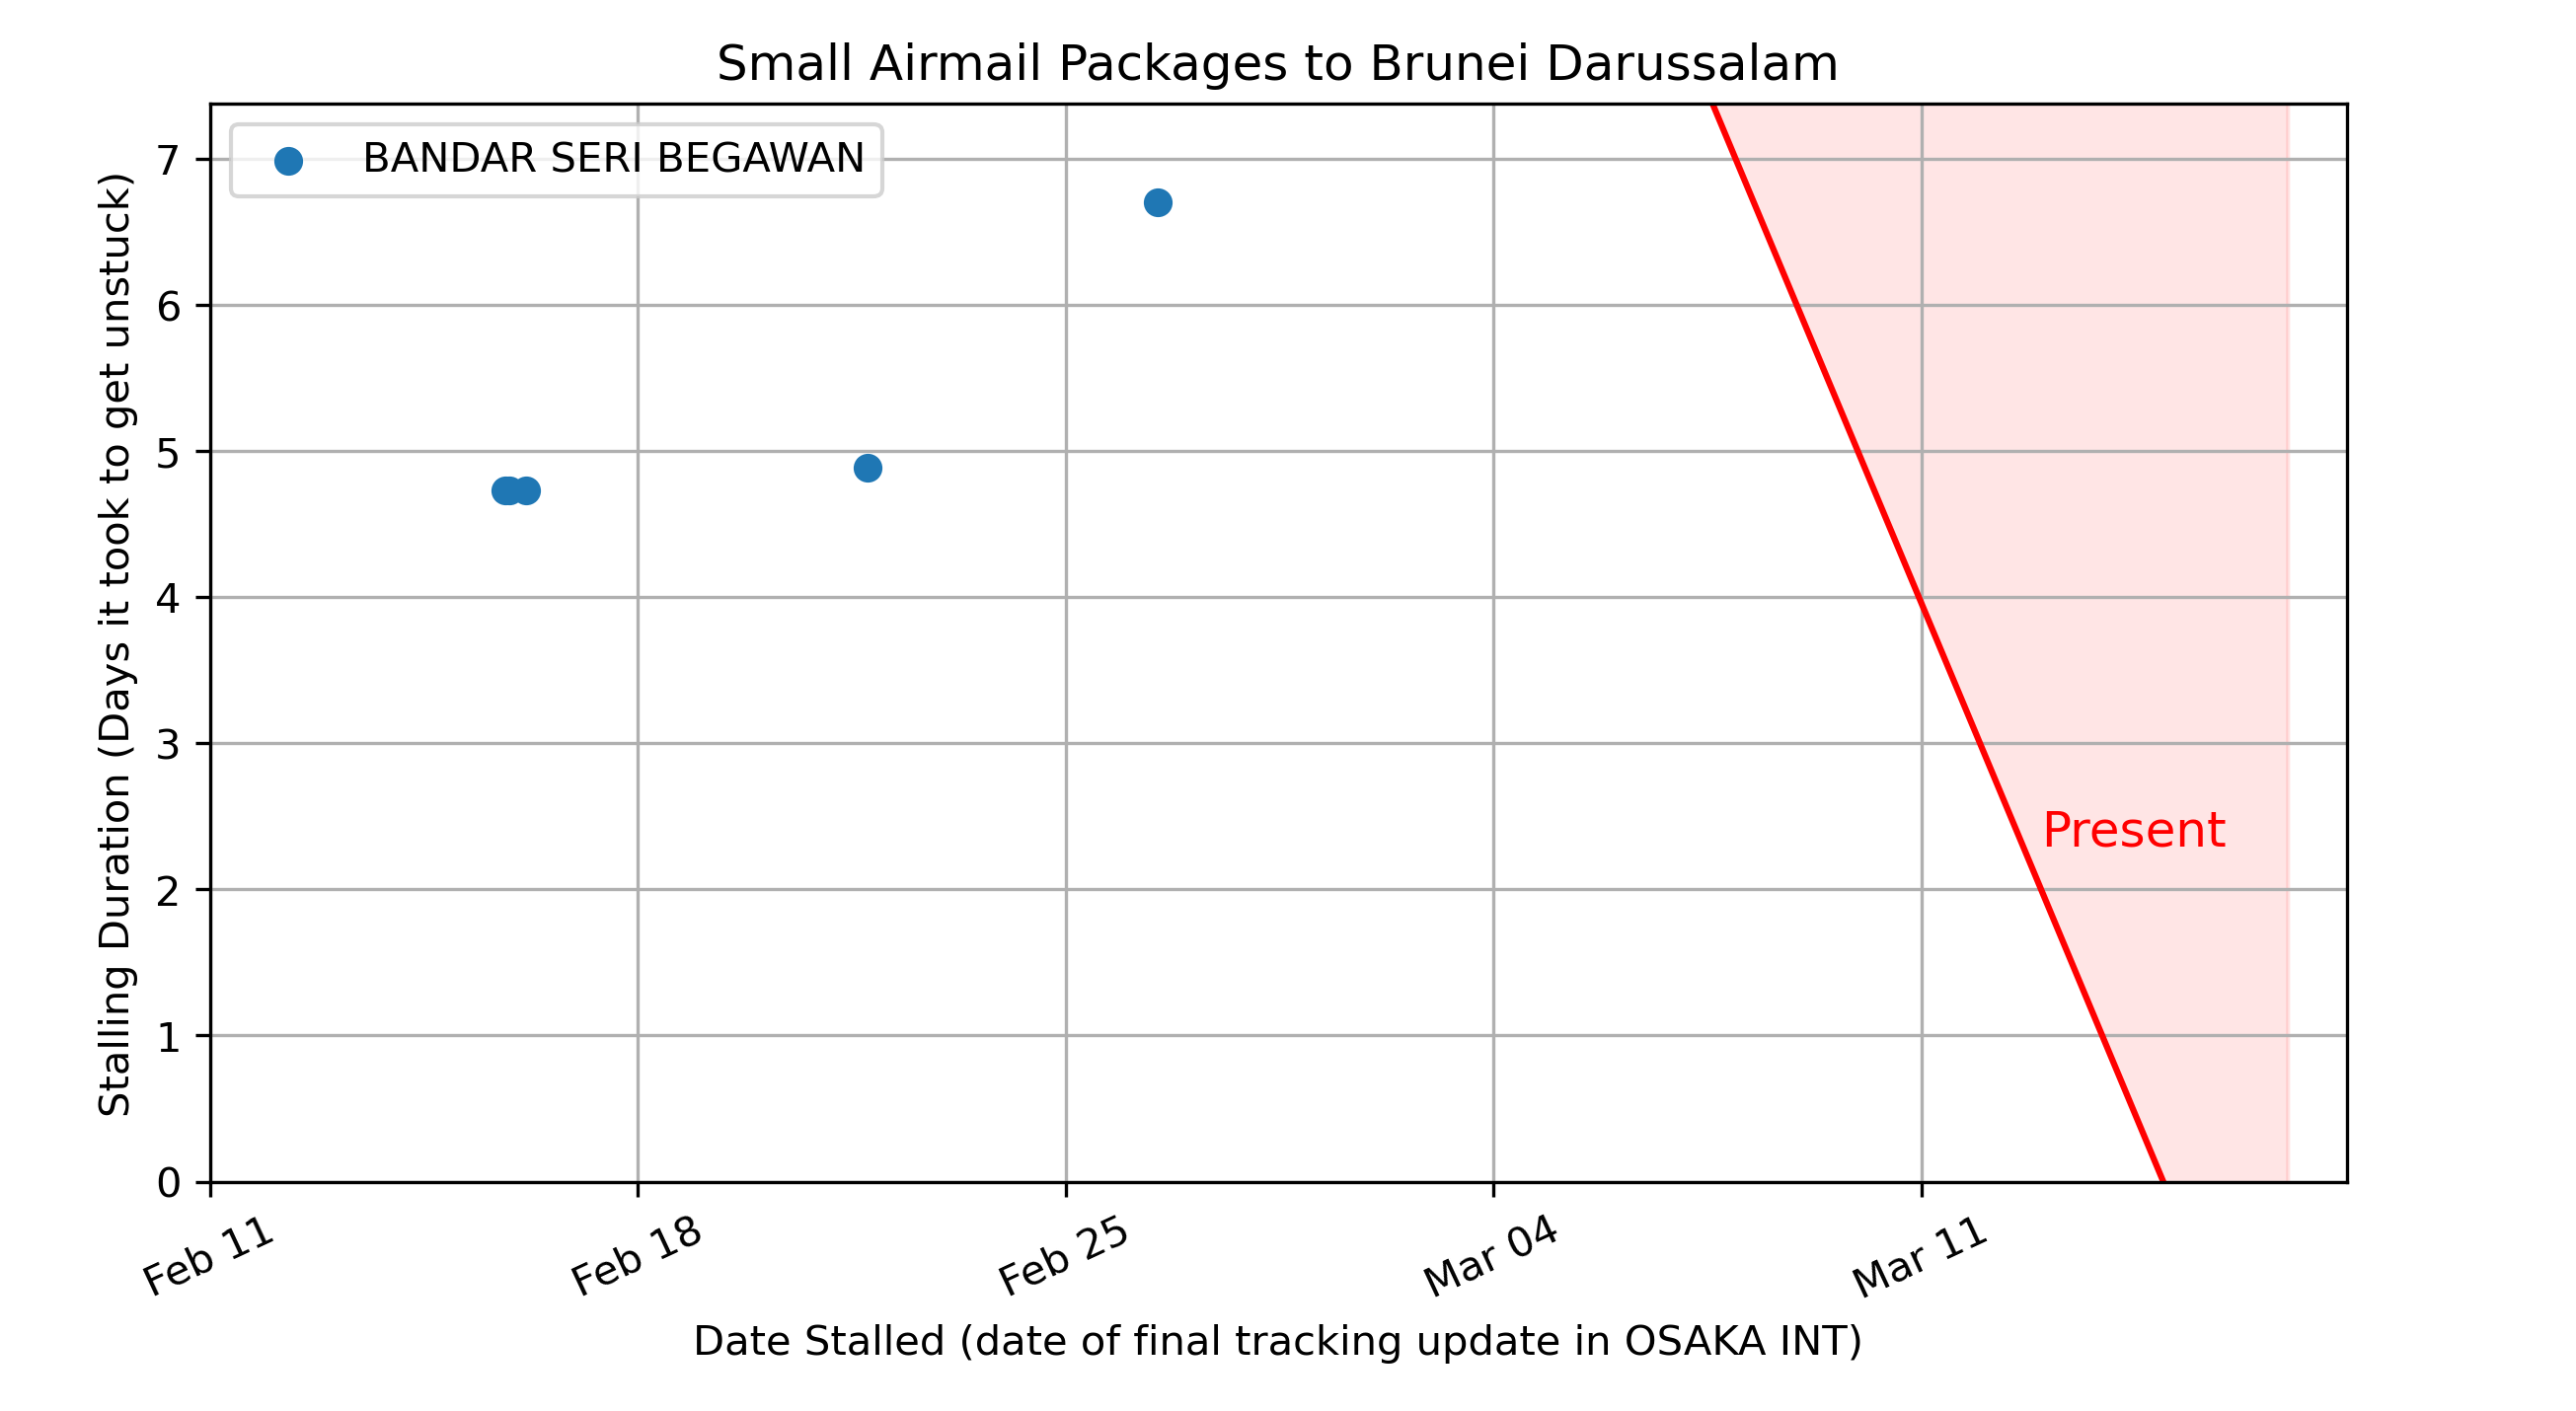 Small Airmail Packages to Brunei Darussalam
BANDAR SERI BEGAWAN
Stalling Duration (Days it took to get unstuck)
7
6
5
4
3
2
1
0
Present
Feb 11
Feb 18
Feb 25
Mar 04
Mar 11
Date Stalled (date of final tracking update in OSAKA INT)